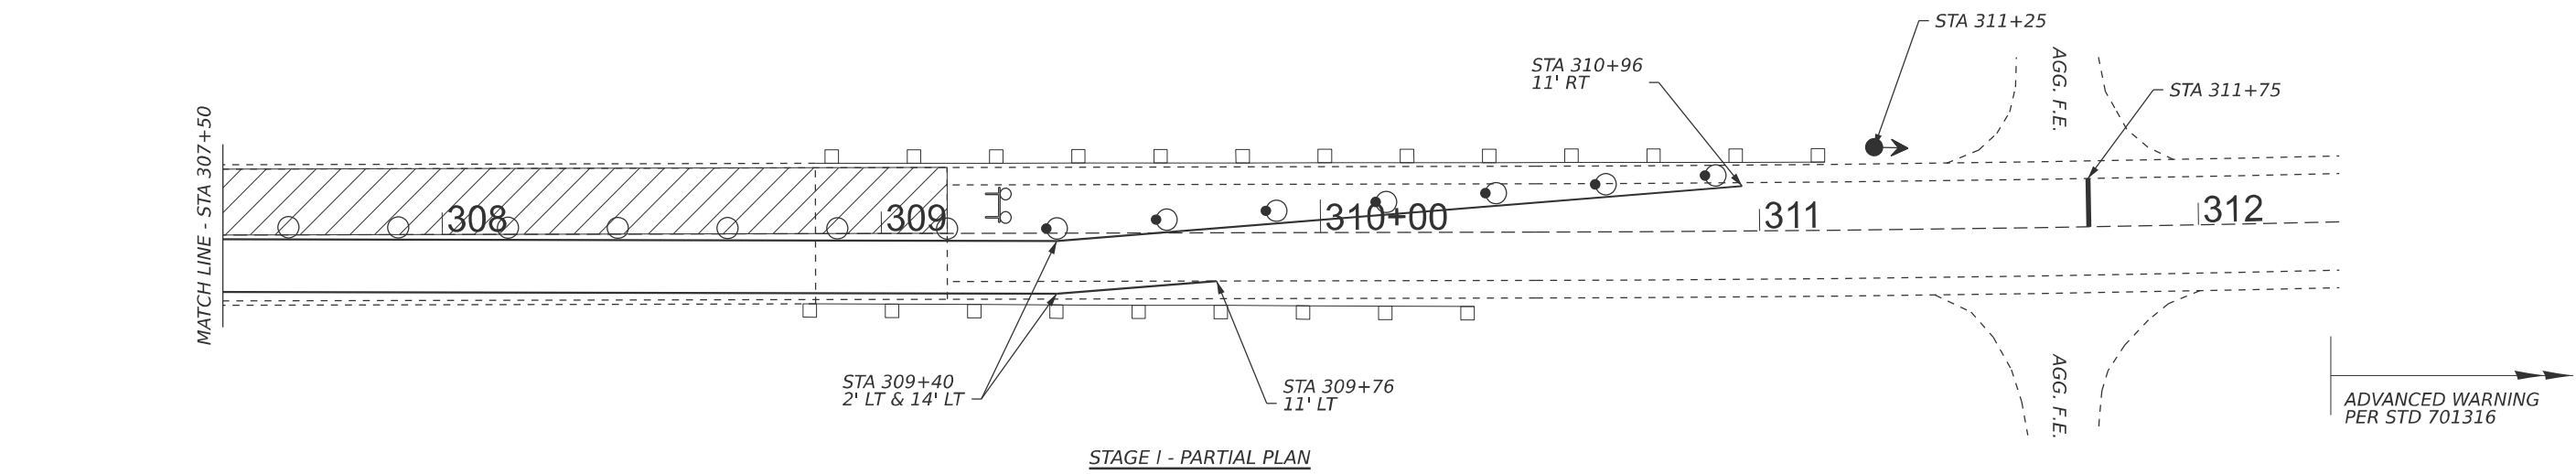 STA 311+25
STA 310+96
11' RT
AGG. F.E.
STA 311+75
MATCH LINE - STA 307+50
308
309
310+00
311
312
STA 309+40
2' LT & 14' LT
STA 309+76
11' LT
AGG. F.E.
ADVANCED WARNING
PER STD 701316
STAGE I - PARTIAL PLAN